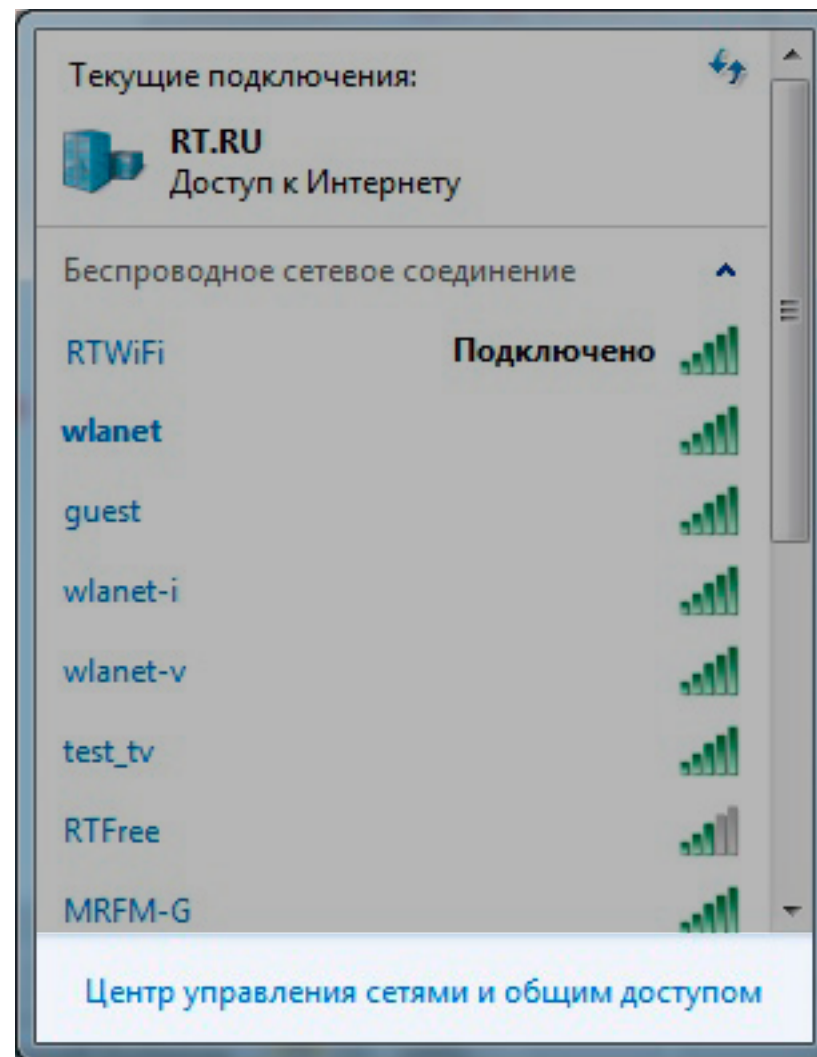 Текущие подключения:
RT.RU
Доступ к Интернету
Беспроводное сетевое соединение
RTWiFi Подключено
wlanet
guest
wlanet-i
wlanet-v
test_tv
RTFree
MRFM-G
Центр управления сетями и общим доступом